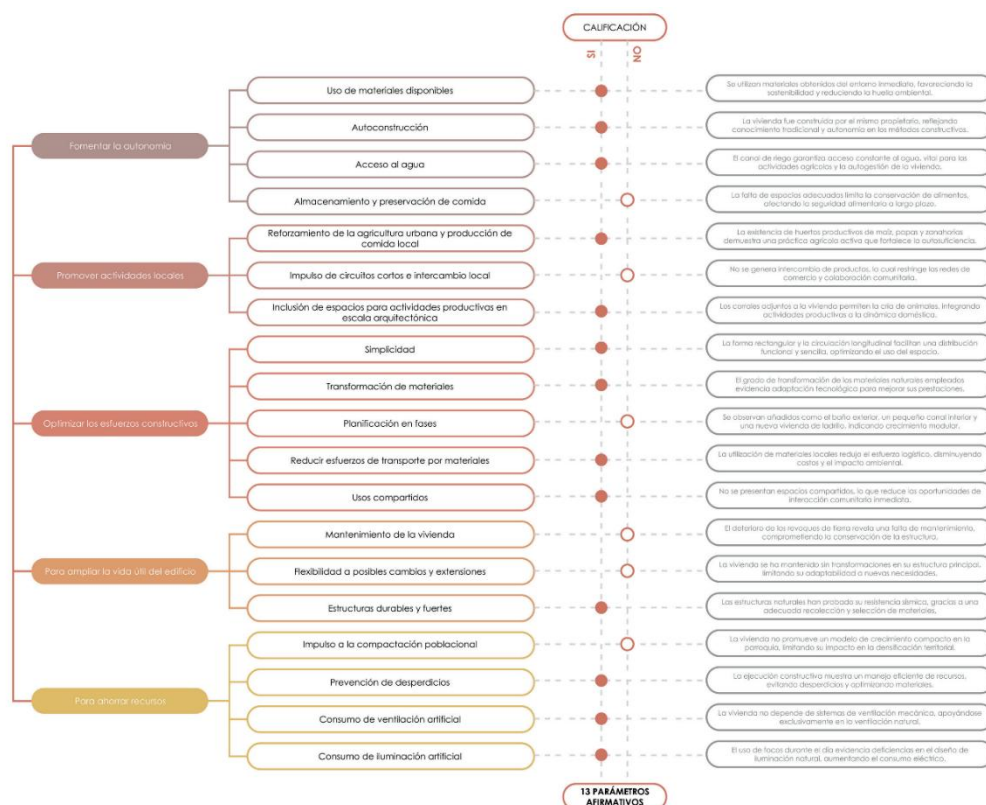 CALIFICACIÓN
SI
NO
Fomentar la autonomía
Uso de materiales disponibles
Se utilizan materiales obtenidos del entorno inmediato, favoreciendo la
sostenibilidad y reduciendo la huella ambiental.
Autoconstrucción
La vivienda fue construida por el mismo propietario, reflejando
conocimiento tradicional y autonomía en los métodos constructivos.
Acceso al agua
El canal de riego garantiza acceso constante al agua, vital para las
actividades agrícolas y la autogestión de la vivienda.
Almacenamiento y preservación de comida
La falta de espacios adecuados limita la conservación de alimentos,
afectando la seguridad alimentaria a largo plazo.
Promover actividades locales
Reforzamiento de la agricultura urbana y producción de
comida local
La existencia de huertos productivos de maíz, papas y zanahorias
demuestra una práctica agrícola activa que fortalece la autosuficiencia.
Impulso de circuitos cortos e intercambio local
No se genera intercambio de productos, lo cual restringe las redes de
comercio y colaboración comunitaria.
Inclusión de espacios para actividades productivas en
escala arquitectónica
Los corrales adjuntos a la vivienda permiten la cría de animales, integrando
actividades productivas a la dinámica doméstica.
Optimizar los esfuerzos constructivos
Simplicidad
La forma rectangular y la circulación longitudinal facilitan una distribución
funcional y sencilla, optimizando el uso del espacio.
Transformación de materiales
El grado de transformación de los materiales naturales empleados
evidencia adaptación tecnológica para mejorar sus prestaciones.
Planificación en fases
Se observan añadidos como el baño exterior, un pequeño corral interior y
una nueva vivienda de ladrillo, indicando crecimiento modular.
Reducir esfuerzos de transporte por materiales
La utilización de materiales locales redujo el esfuerzo logístico, disminuyendo
costos y el impacto ambiental.
Usos compartidos
No se presentan espacios compartidos, lo que reduce las oportunidades de
interacción comunitaria inmediata.
Para ampliar la vida útil del edificio
Mantenimiento de la vivienda
El deterioro de los revoques de tierra revela una falta de mantenimiento,
comprometiendo la conservación de la estructura.
Flexibilidad a posibles cambios y extensiones
La vivienda se ha mantenido sin transformaciones en su estructura principal,
limitando su adaptabilidad a nuevas necesidades.
Estructuras durables y fuertes
Las estructuras naturales han probado su resistencia sísmica, gracias a una
adecuada recolección y selección de materiales.
Para ahorrar recursos
Impulso a la compactación poblacional
La vivienda no promueve un modelo de crecimiento compacto en la
parroquia, limitando su impacto en la densificación territorial.
Prevención de desperdicios
La ejecución constructiva muestra un manejo eficiente de recursos,
evitando desperdicios y optimizando materiales.
Consumo de ventilación artificial
La vivienda no depende de sistemas de ventilación mecánica, apoyándose
exclusivamente en la ventilación natural.
Consumo de iluminación artificial
El uso de focos durante el día evidencia deficiencias en el diseño de
iluminación natural, aumentando el consumo eléctrico.
13 PARÁMETROS
AFIRMATIVOS